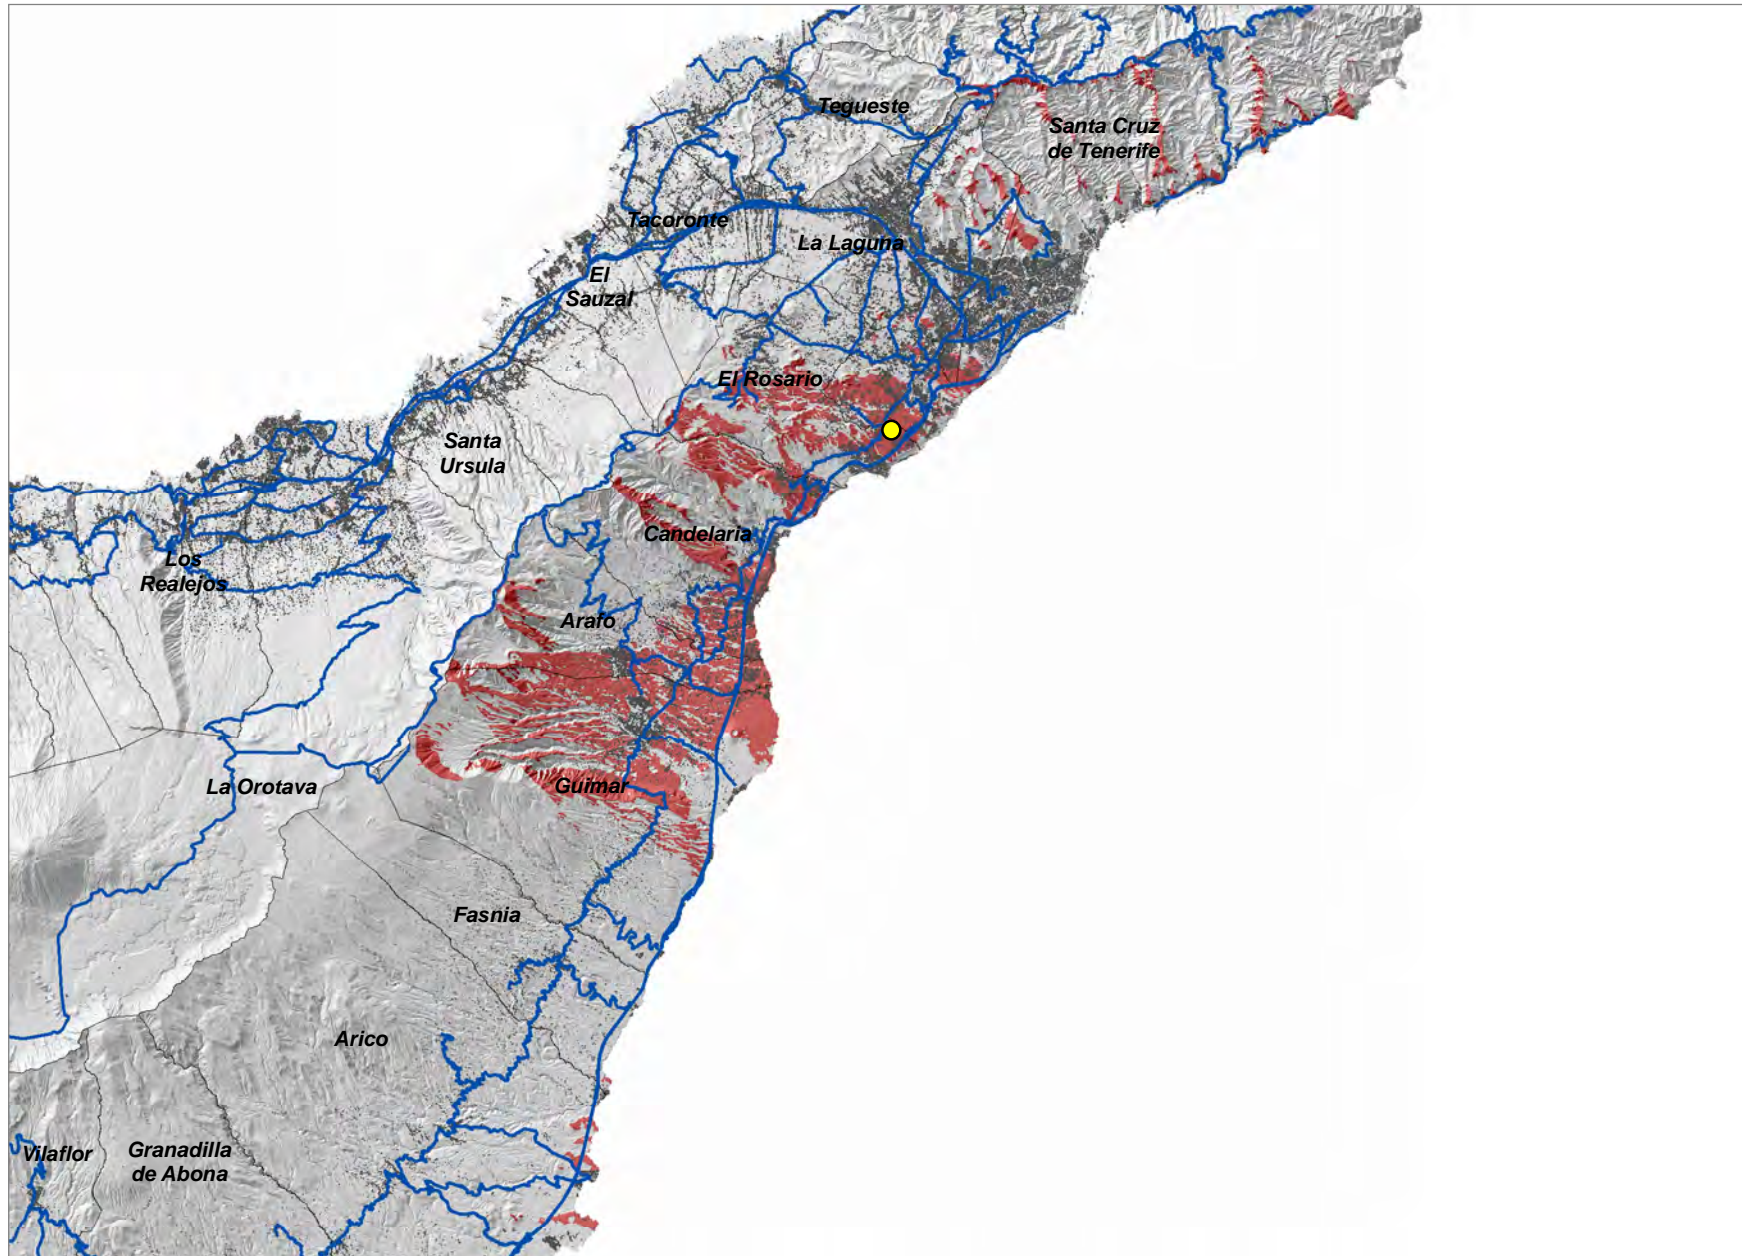 Tegueste
Santa Cruz
de Tenerife
Tacoronte
La Laguna
El
Sauzal
El Rosario
Santa
Ursula
Candelaria
Los
Realejos
Arafo
La Orotava
Guimar
Fasnia
Arico
Vilaflor
Granadilla
de Abona